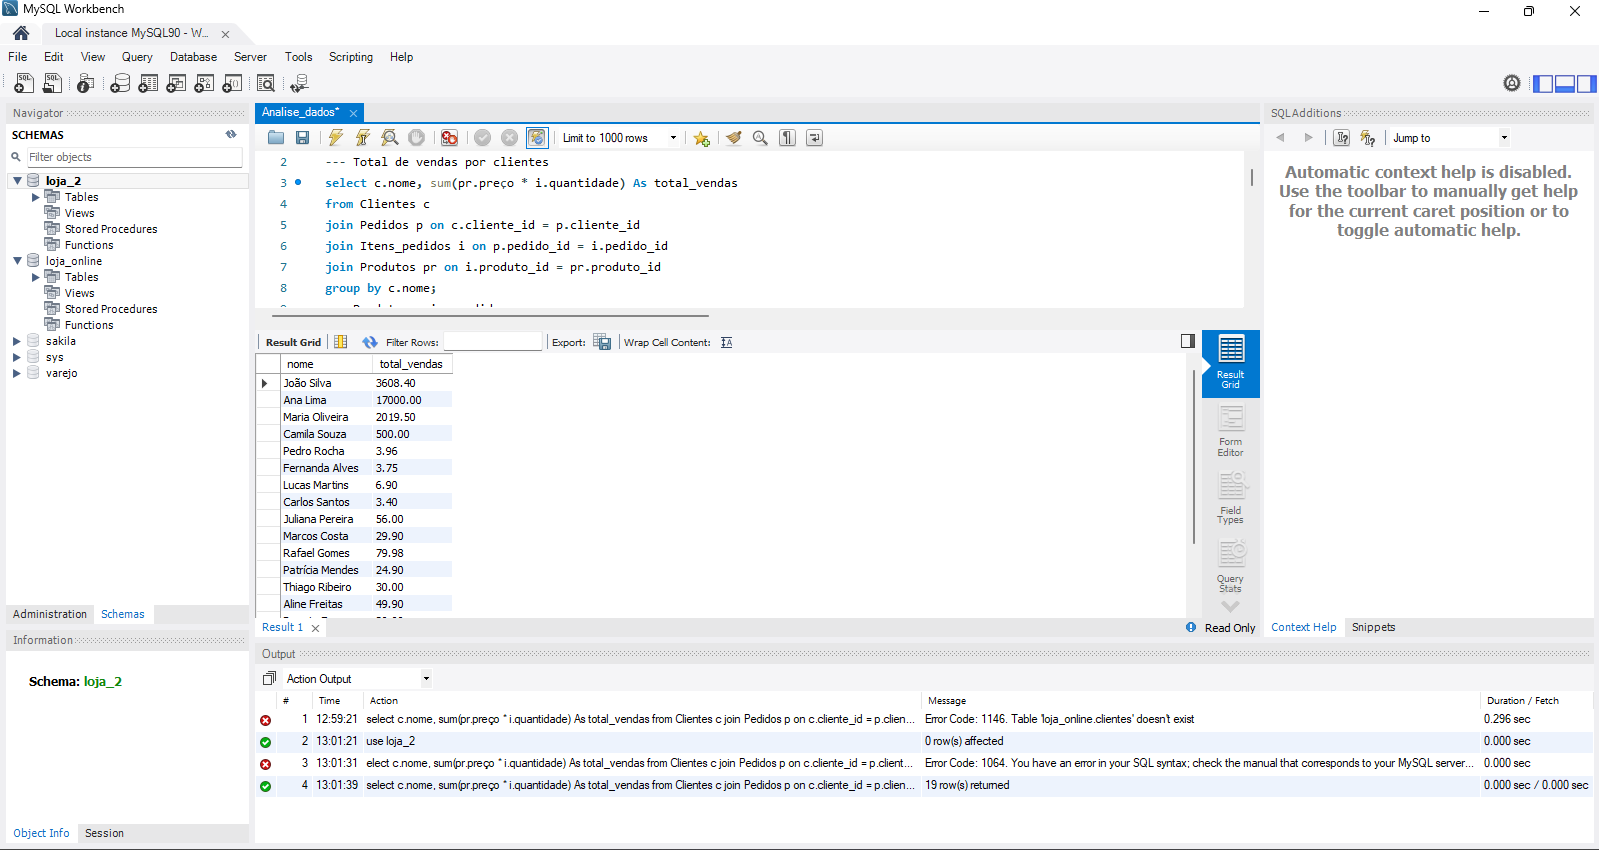 MySQL Workbench
Local instance MySQL90 - W...
File Edit View Query Database Server Tools Scripting Help
Navigator
SCHEMAS
Filter objects
loja_2
Tables
Views
Stored Procedures
Functions
loja_online
Tables
Views
Stored Procedures
Functions
sakila
sys
varejo
Administration Schemas
Information
Schema: loja_2
Object Info Session
Analise_dados*
Limit to 1000 rows
2 --- Total de vendas por clientes
3 select c.nome, sum(pr.preço * i.quantidade) As total_vendas
4 from Clientes c
5 join Pedidos p on c.cliente_id = p.cliente_id
6 join Itens_pedidos i on p.pedido_id = i.pedido_id
7 join Produtos pr on i.produto_id = pr.produto_id
8 group by c.nome;
Result Grid Filter Rows: Export: Wrap Cell Content:
nome total_vendas
João Silva 3608.40
Ana Lima 17000.00
Maria Oliveira 2019.50
Camila Souza 500.00
Pedro Rocha 3.96
Fernanda Alves 3.75
Lucas Martins 6.90
Carlos Santos 3.40
Juliana Pereira 56.00
Marcos Costa 29.90
Rafael Gomes 79.98
Patrícia Mendes 24.90
Thiago Ribeiro 30.00
Aline Freitas 49.90
Result Grid
Form Editor
Field Types
Query Stats
Result 1
Read Only
SQLAdditions
Jump to
Automatic context help is disabled.
Use the toolbar to manually get help
for the current caret position or to
toggle automatic help.
Context Help Snippets
Output
Action Output
# Time Action Message Duration / Fetch
1 12:59:21 select c.nome, sum(pr.preço * i.quantidade) As total_vendas from Clientes c join Pedidos p on c.cliente_id = p.clien... Error Code: 1146. Table 'loja_online.clientes' doesn't exist 0.296 sec
2 13:01:21 use loja_2 0 row(s) affected 0.000 sec
3 13:01:31 elect c.nome, sum(pr.preço * i.quantidade) As total_vendas from Clientes c join Pedidos p on c.cliente_id = p.client... Error Code: 1064. You have an error in your SQL syntax; check the manual that corresponds to your MySQL server... 0.000 sec
4 13:01:39 select c.nome, sum(pr.preço * i.quantidade) As total_vendas from Clientes c join Pedidos p on c.cliente_id = p.clien... 19 row(s) returned 0.000 sec / 0.000 sec